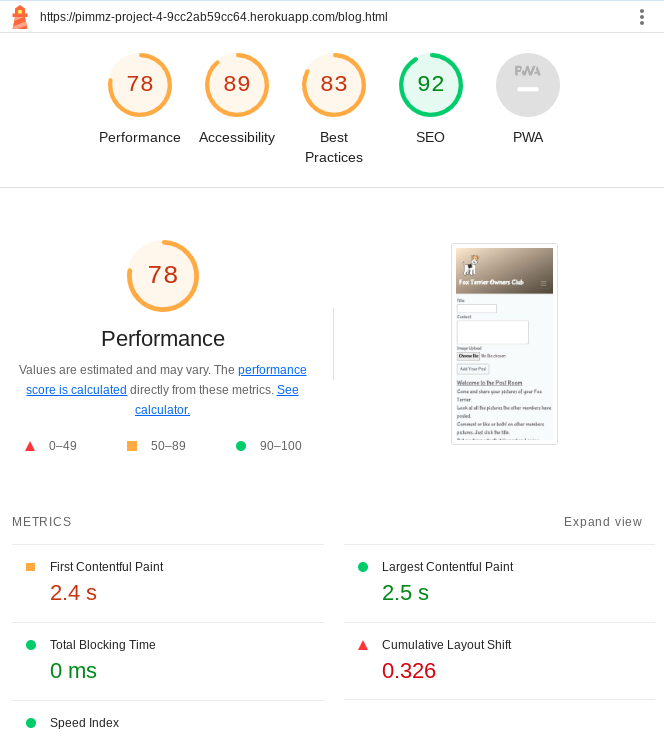 https://pimmz-project-4-9cc2ab59cc64.herokuapp.com/blog.html
78
89
83
92
PWA
Performance
Accessibility
Best
Practices
SEO
PWA
78
Performance
Values are estimated and may vary. The performance
score is calculated directly from these metrics. See
calculator.
0–49
50–89
90–100
Fox Terrier Owners Club
Title:
Content:
Image Upload:
Choose file No file chosen
Add Your Post
Welcome to the Post Room
Come and share your pictures of your Fox
Terrier.
Look at all the pictures the other members have
posted.
Comment or like or both! on other members
pictures. Just click the title.
METRICS
Expand view
First Contentful Paint
2.4 s
Largest Contentful Paint
2.5 s
Total Blocking Time
0 ms
Cumulative Layout Shift
0.326
Speed Index